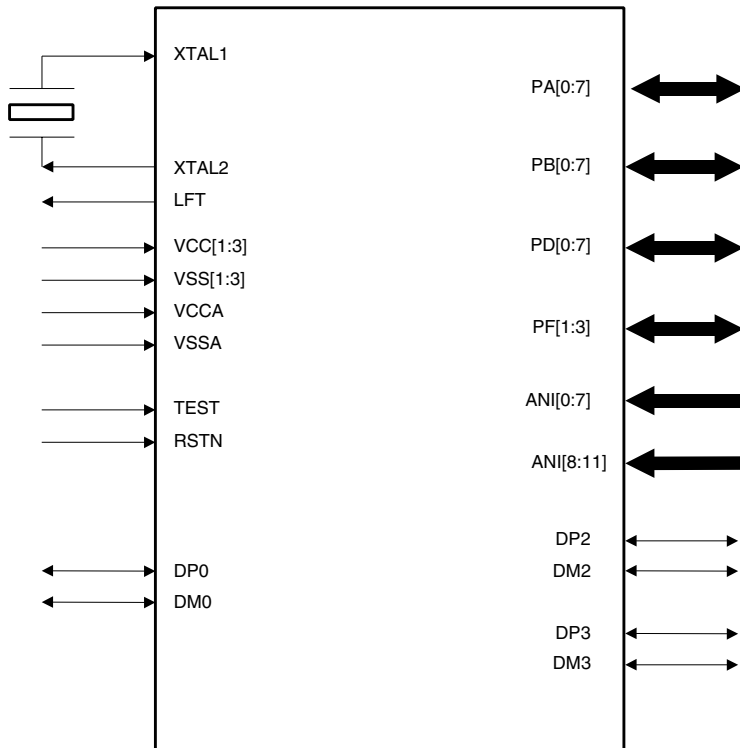 XTAL1
XTAL2
LFT
VCC[1:3]
VSS[1:3]
VCCA
VSSA
TEST
RSTN
DP0
DM0
PA[0:7]
PB[0:7]
PD[0:7]
PF[1:3]
ANI[0:7]
ANI[8:11]
DP2
DM2
DP3
DM3